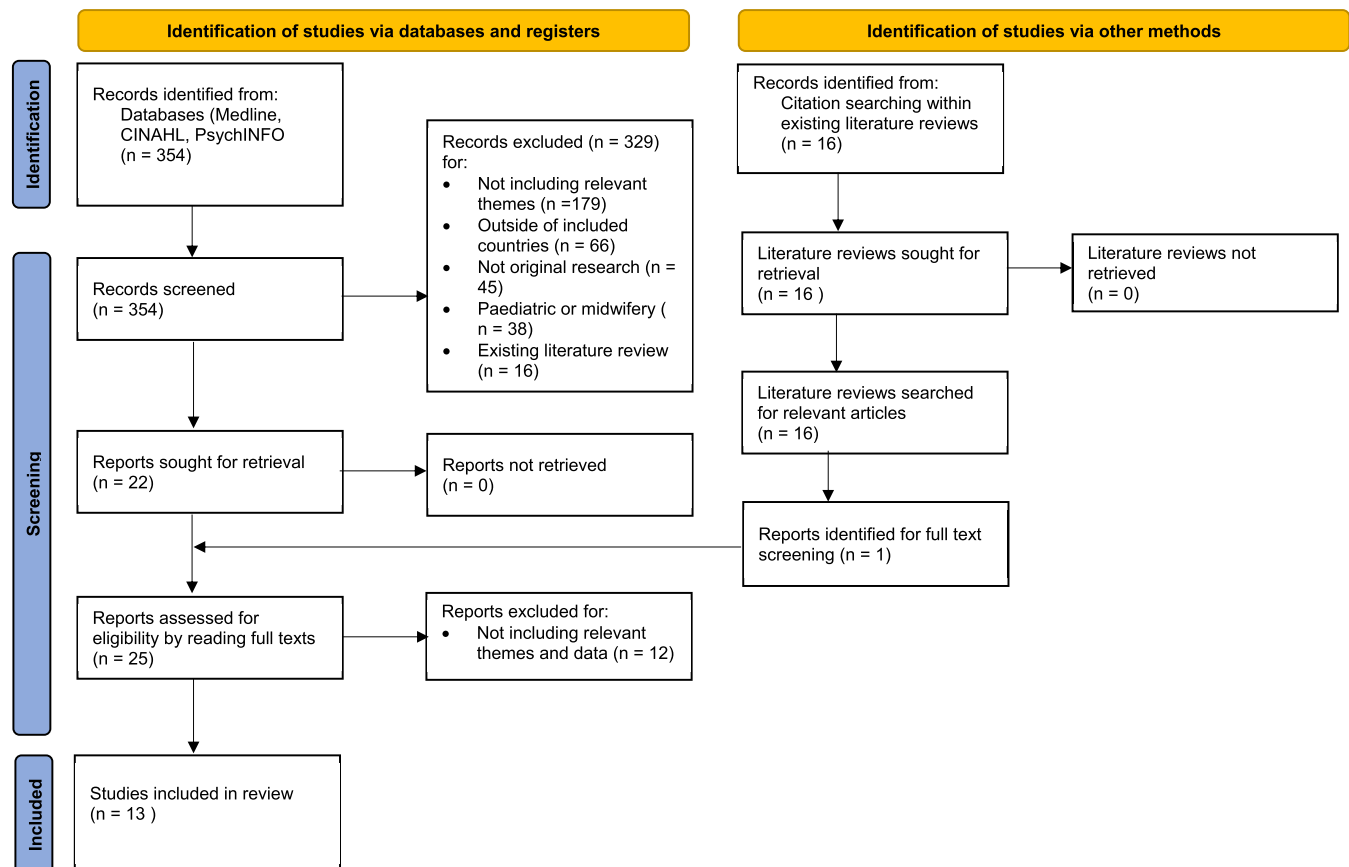 Identification of studies via databases and registers
Identification of studies via other methods
Identification
Records identified from:
Databases (Medline,
CINAHL, PsychINFO
(n = 354)
Records excluded (n = 329)
for:
• Not including relevant
themes (n =179)
• Outside of included
countries (n = 66)
• Not original research (n =
45)
• Paediatric or midwifery (
n = 38)
• Existing literature review
(n = 16)
Records identified from:
Citation searching within
existing literature reviews
(n = 16)
Screening
Records screened
(n = 354)
Literature reviews sought for
retrieval
(n = 16 )
Literature reviews not
retrieved
(n = 0)
Literature reviews searched
for relevant articles
(n = 16)
Reports sought for retrieval
(n = 22)
Reports not retrieved
(n = 0)
Reports identified for full text
screening (n = 1)
Reports assessed for
eligibility by reading full texts
(n = 25)
Reports excluded for:
• Not including relevant
themes and data (n = 12)
Included
Studies included in review
(n = 13 )